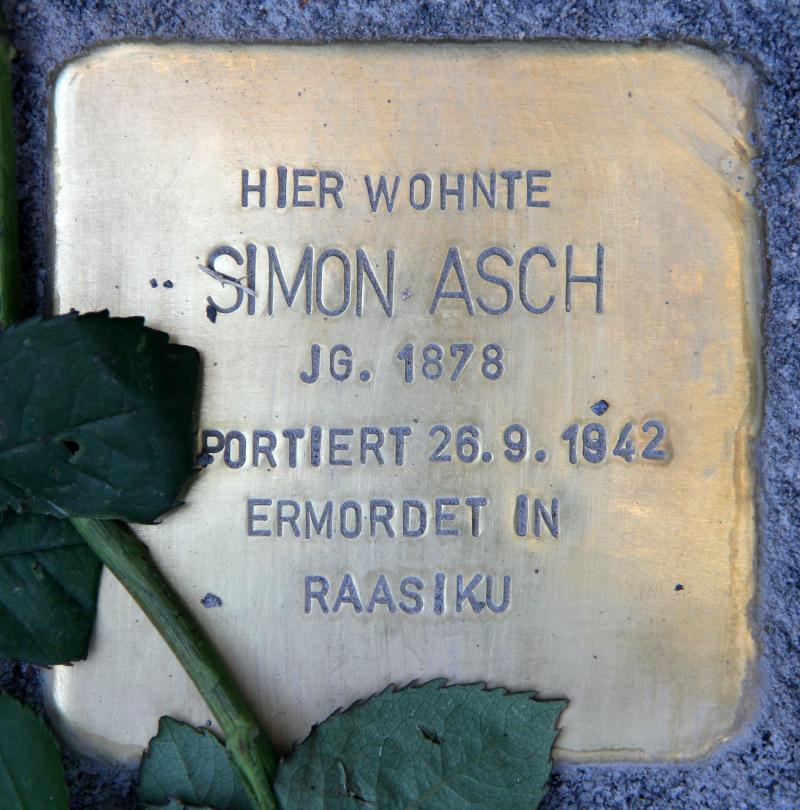 HIER WOHNTE
SIMON ASCH
JG. 1878
PORTIERT 26.9.1942
ERMORDET IN
RAASIKU